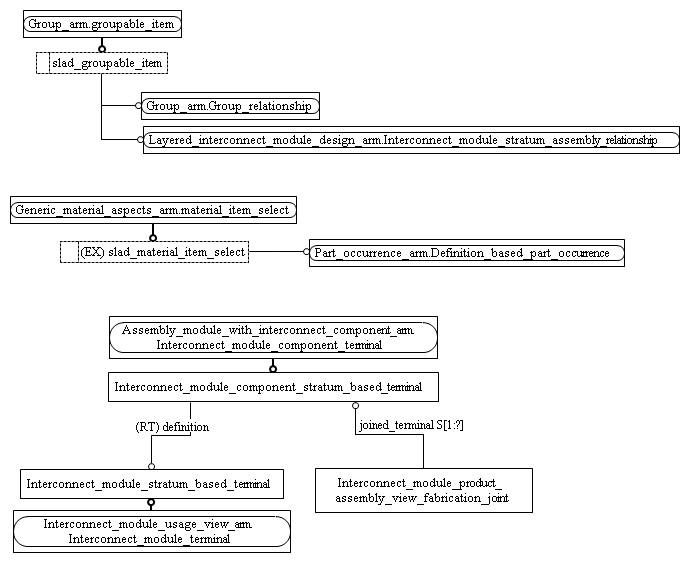 Group_arm.groupable_item
slad_groupable_item
Group_arm.Group_relationship
Layered_interconnect_module_design_arm.Interconnect_module_stratum_assembly_relationship
Generic_material_aspects_arm.material_item_select
(EX) slad_material_item_select
Part_occurrence_arm.Definition_based_part_occurrence
Assembly_module_with_interconnect_component_arm.
Interconnect_module_component_terminal
Interconnect_module_component_stratum_based_terminal
(RT) definition
joined_terminal S[1:?]
Interconnect_module_stratum_based_terminal
Interconnect_module_product_
assembly_view_fabrication_joint
Interconnect_module_usage_view_arm.
Interconnect_module_terminal